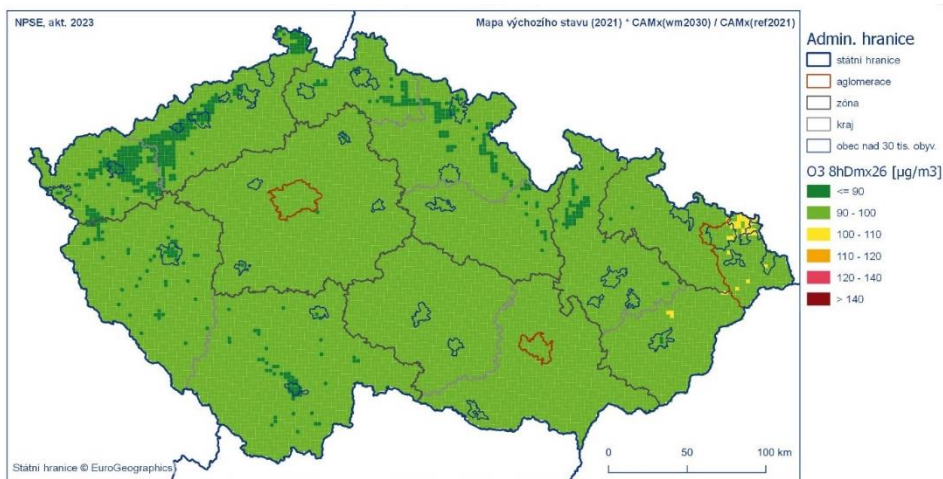 NPSE, akt. 2023
Mapa výchozího stavu (2021) * CAMx(wm2030) / CAMx(ref2021)
Admin. hranice
státní hranice
aglomerace
zóna
kraj
obec nad 30 tis. obyv.
O3 8hDmx26 [µg/m3]
<= 90
90 - 100
100 - 110
110 - 120
120 - 140
> 140
Státní hranice © EuroGeographics
0 50 100 km